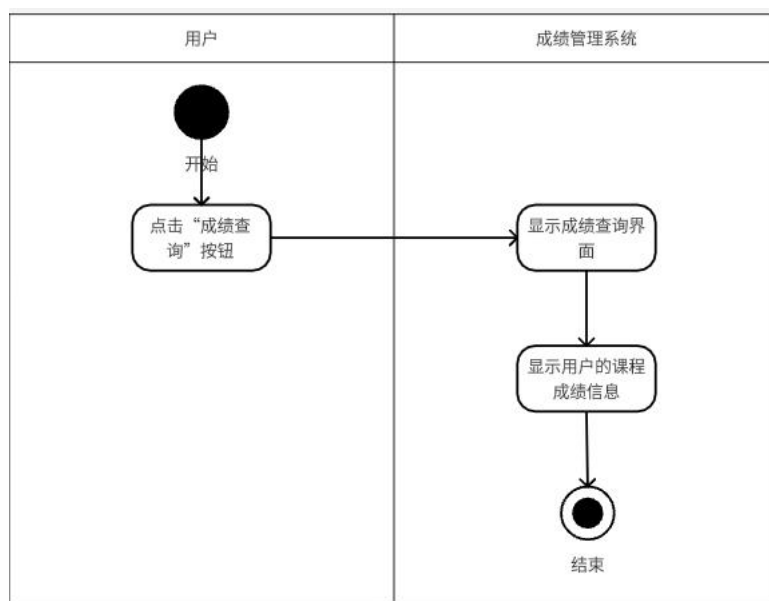 用户
成绩管理系统
开始
点击“成绩查
询”按钮
显示成绩查询界
面
显示用户的课程
成绩信息
结束